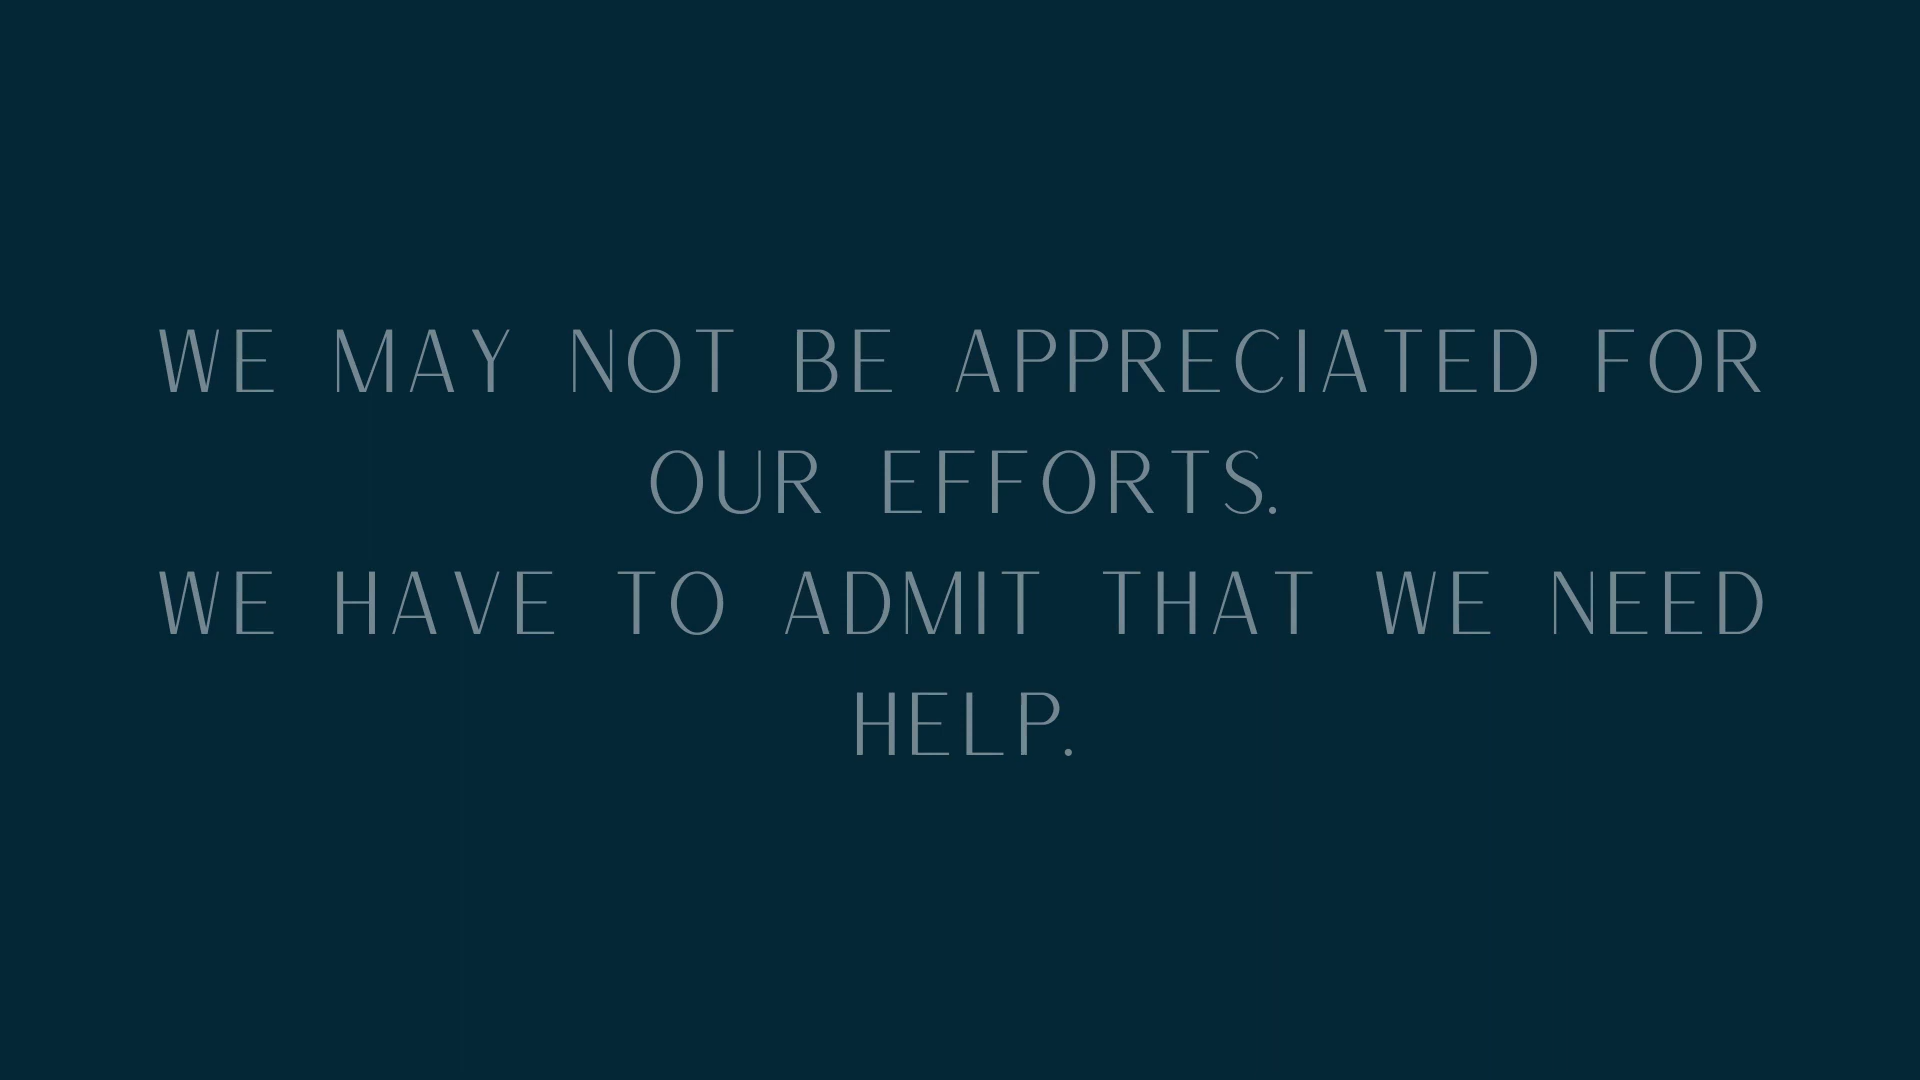 WE MAY NOT BE APPRECIATED FOR
OUR EFFORTS.
WE HAVE TO ADMIT THAT WE NEED
HELP.